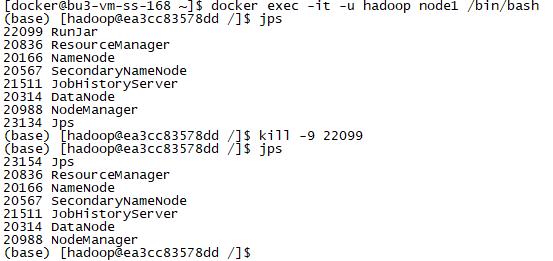 [docker@bu3-vm-ss-168 ~]$ docker exec -it -u hadoop node1 /bin/bash
(base) [hadoop@ea3cc83578dd /]$ jps
22099 RunJar
20836 ResourceManager
20166 NameNode
20567 SecondaryNameNode
21511 JobHistoryServer
20314 DataNode
20988 NodeManager
23134 Jps
(base) [hadoop@ea3cc83578dd /]$ kill -9 22099
(base) [hadoop@ea3cc83578dd /]$ jps
23154 Jps
20836 ResourceManager
20166 NameNode
20567 SecondaryNameNode
21511 JobHistoryServer
20314 DataNode
20988 NodeManager
(base) [hadoop@ea3cc83578dd /]$